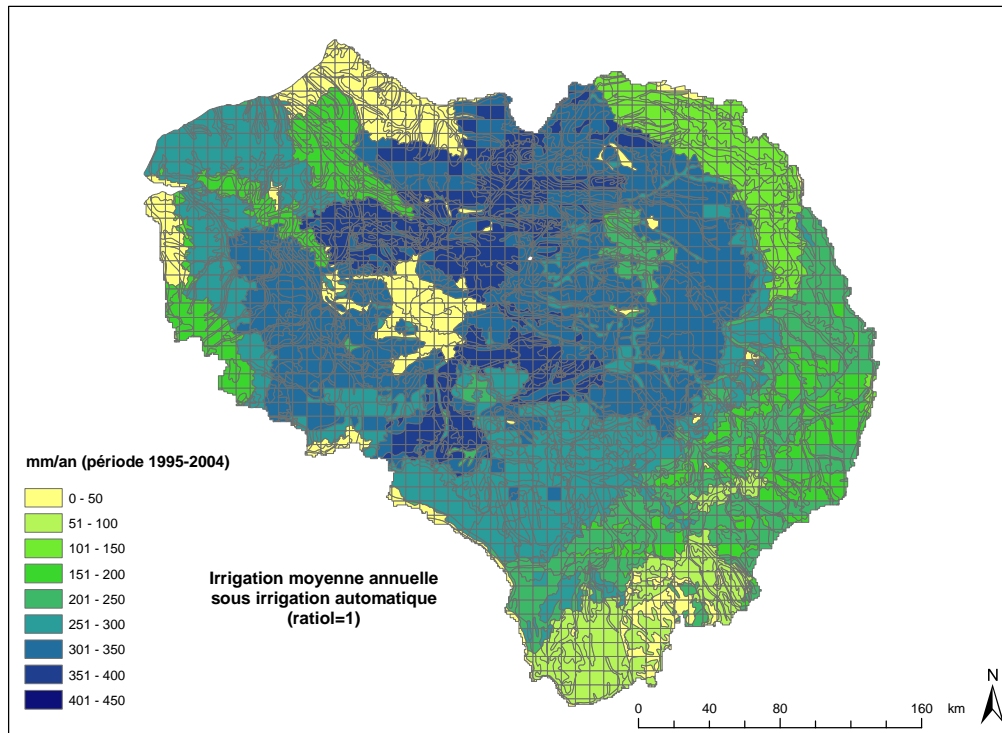 mm/an (période 1995-2004)
0 - 50
51 - 100
101 - 150
151 - 200
201 - 250
251 - 300
301 - 350
351 - 400
401 - 450
Irrigation moyenne annuelle
sous irrigation automatique
(ratioI=1)
N
0 40 80 160 km